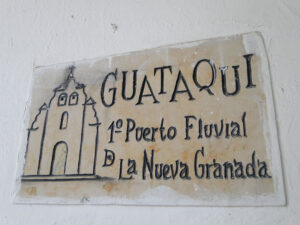 GUATAQUI
1º Puerto Fluvial
D La Nueva Granada